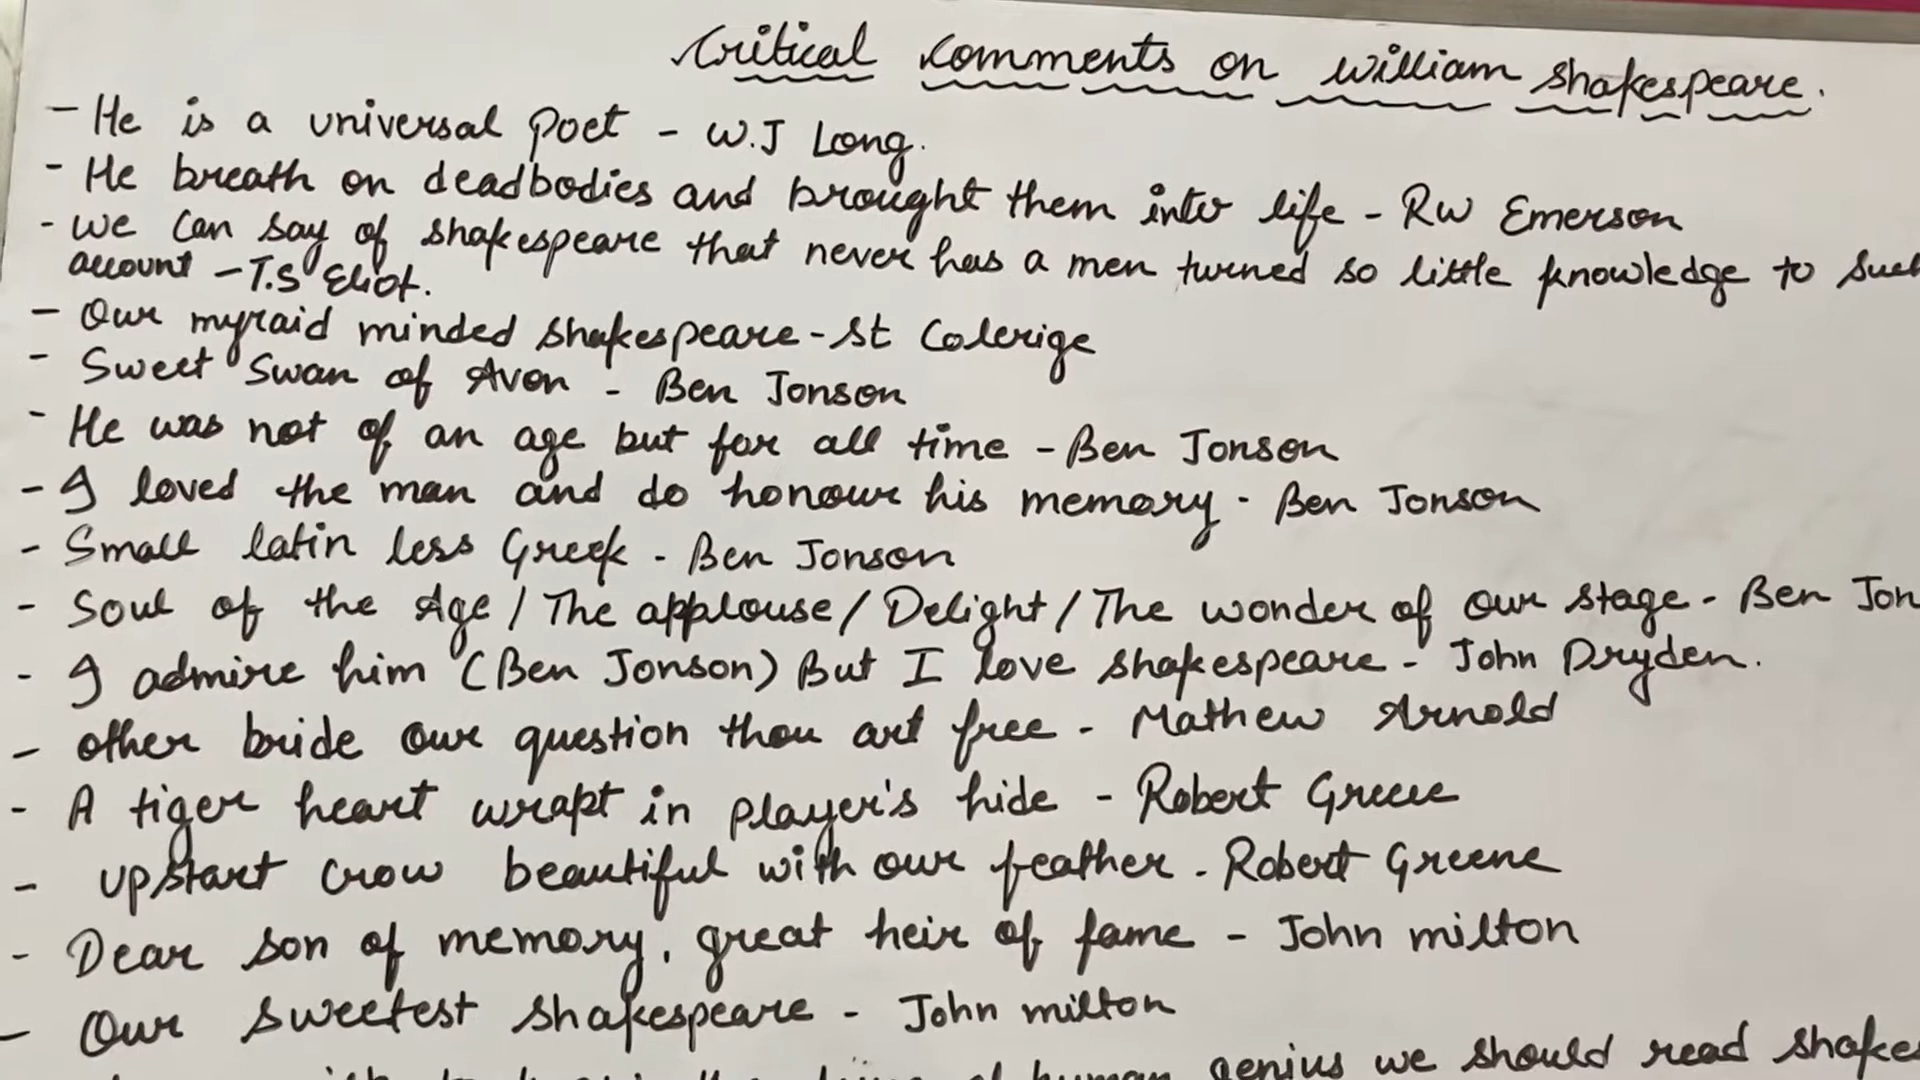 Critical comments on william shakespeare.
- He is a universal poet - W.J Long.
- He breath on deadbodies and brought them into life - RW Emerson
- we can say of shakespeare that never has a men turned so little knowledge to such
account - T.S Eliot.
- Our myraid minded shakespeare - St Colerige
- Sweet Swan of Avon - Ben Jonson
- He was not of an age but for all time - Ben Jonson
- I loved the man and do honour his memory - Ben Jonson
- Small latin less Greek - Ben Jonson
- Soul of the Age / The applouse / Delight / The wonder of our stage - Ben Jon
- I admire him (Ben Jonson) But I love shakespeare - John Dryden.
- other bride our question thou art free - Mathew Arnold
- A tiger heart wrapt in player's hide - Robert Greene
- upstart crow beautiful with our feather - Robert Greene
- Dear son of memory, great heir of fame - John milton
- Our sweetest shakespeare - John milton
human genius we should read shakes